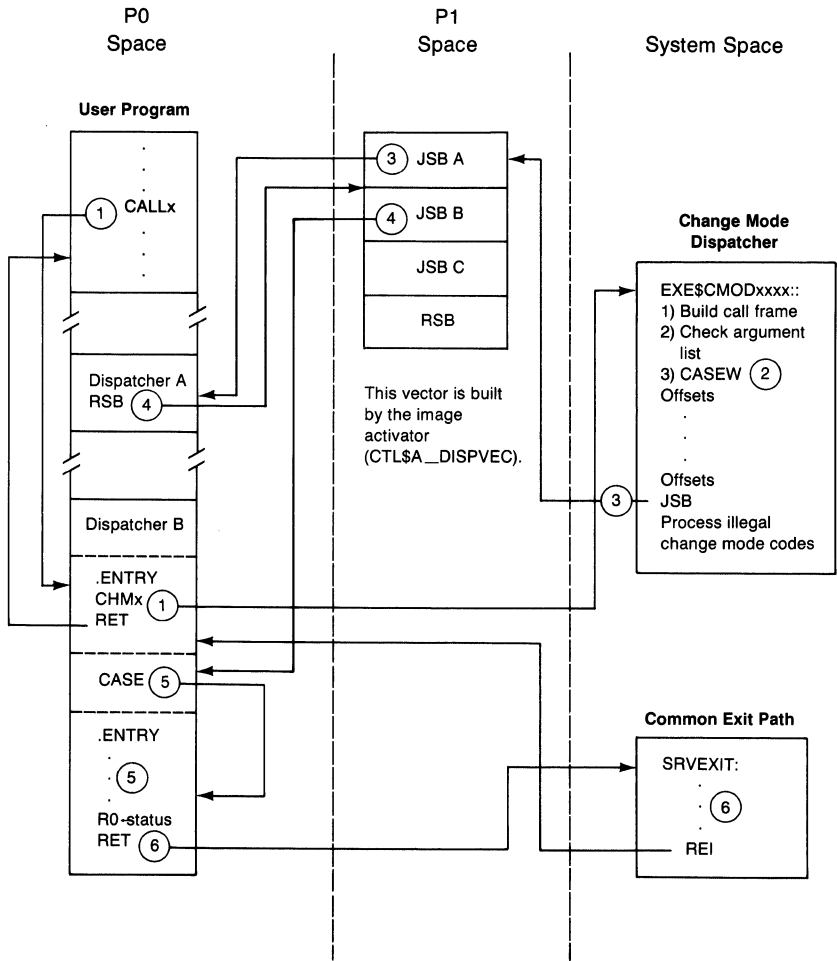 P0
Space
P1
Space
System Space
User Program
1 CALLx
Dispatcher A
RSB 4
Dispatcher B
.ENTRY
CHMx 1
RET
CASE 5
.ENTRY
5
R0-status
RET 6
3 JSB A
4 JSB B
JSB C
RSB
This vector is built
by the image
activator
(CTL$A__DISPVEC).
Change Mode
Dispatcher
EXE$CMODxxxx::
1) Build call frame
2) Check argument
list
3) CASEW 2
Offsets
Offsets
3 JSB
Process illegal
change mode codes
Common Exit Path
SRVEXIT:
6
REI